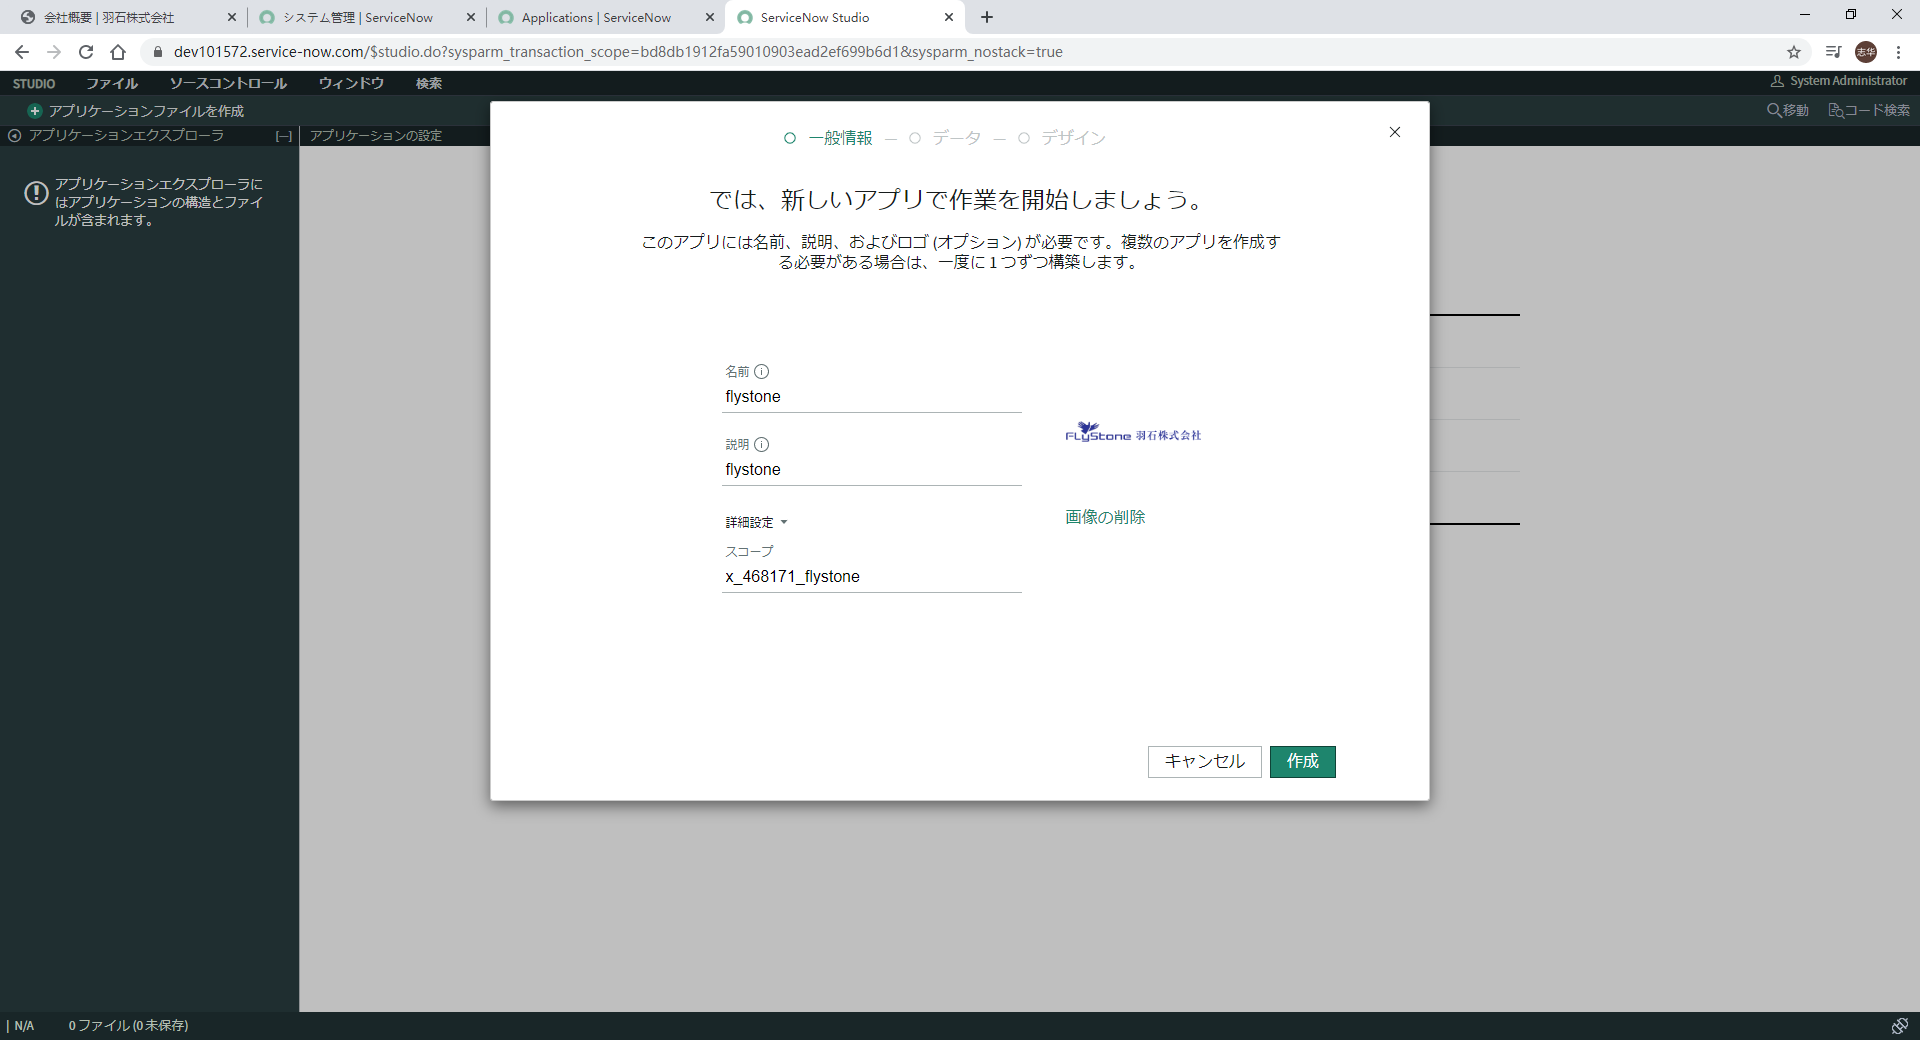 会社概要 | 羽石株式会社
システム管理 | ServiceNow
Applications | ServiceNow
ServiceNow Studio
dev101572.service-now.com/$studio.do?sysparm_transaction_scope=bd8db1912fa59010903ead2ef699b6d1&sysparm_nostack=true
志华
STUDIO ファイル ソースコントロール ウィンドウ 検索
System Administrator
アプリケーションファイルを作成
移動 コード検索
アプリケーションエクスプローラ [—] アプリケーションの設定
アプリケーションエクスプローラに
はアプリケーションの構造とファイ
ルが含まれます。
一般情報 データ デザイン
では、新しいアプリで作業を開始しましょう。
このアプリには名前、説明、およびロゴ (オプション) が必要です。複数のアプリを作成す
る必要がある場合は、一度に 1 つずつ構築します。
名前
flystone
説明
flystone
詳細設定
スコープ
x_468171_flystone
FLyStone 羽石株式会社
画像の削除
キャンセル 作成
| N/A 0 ファイル (0 未保存)